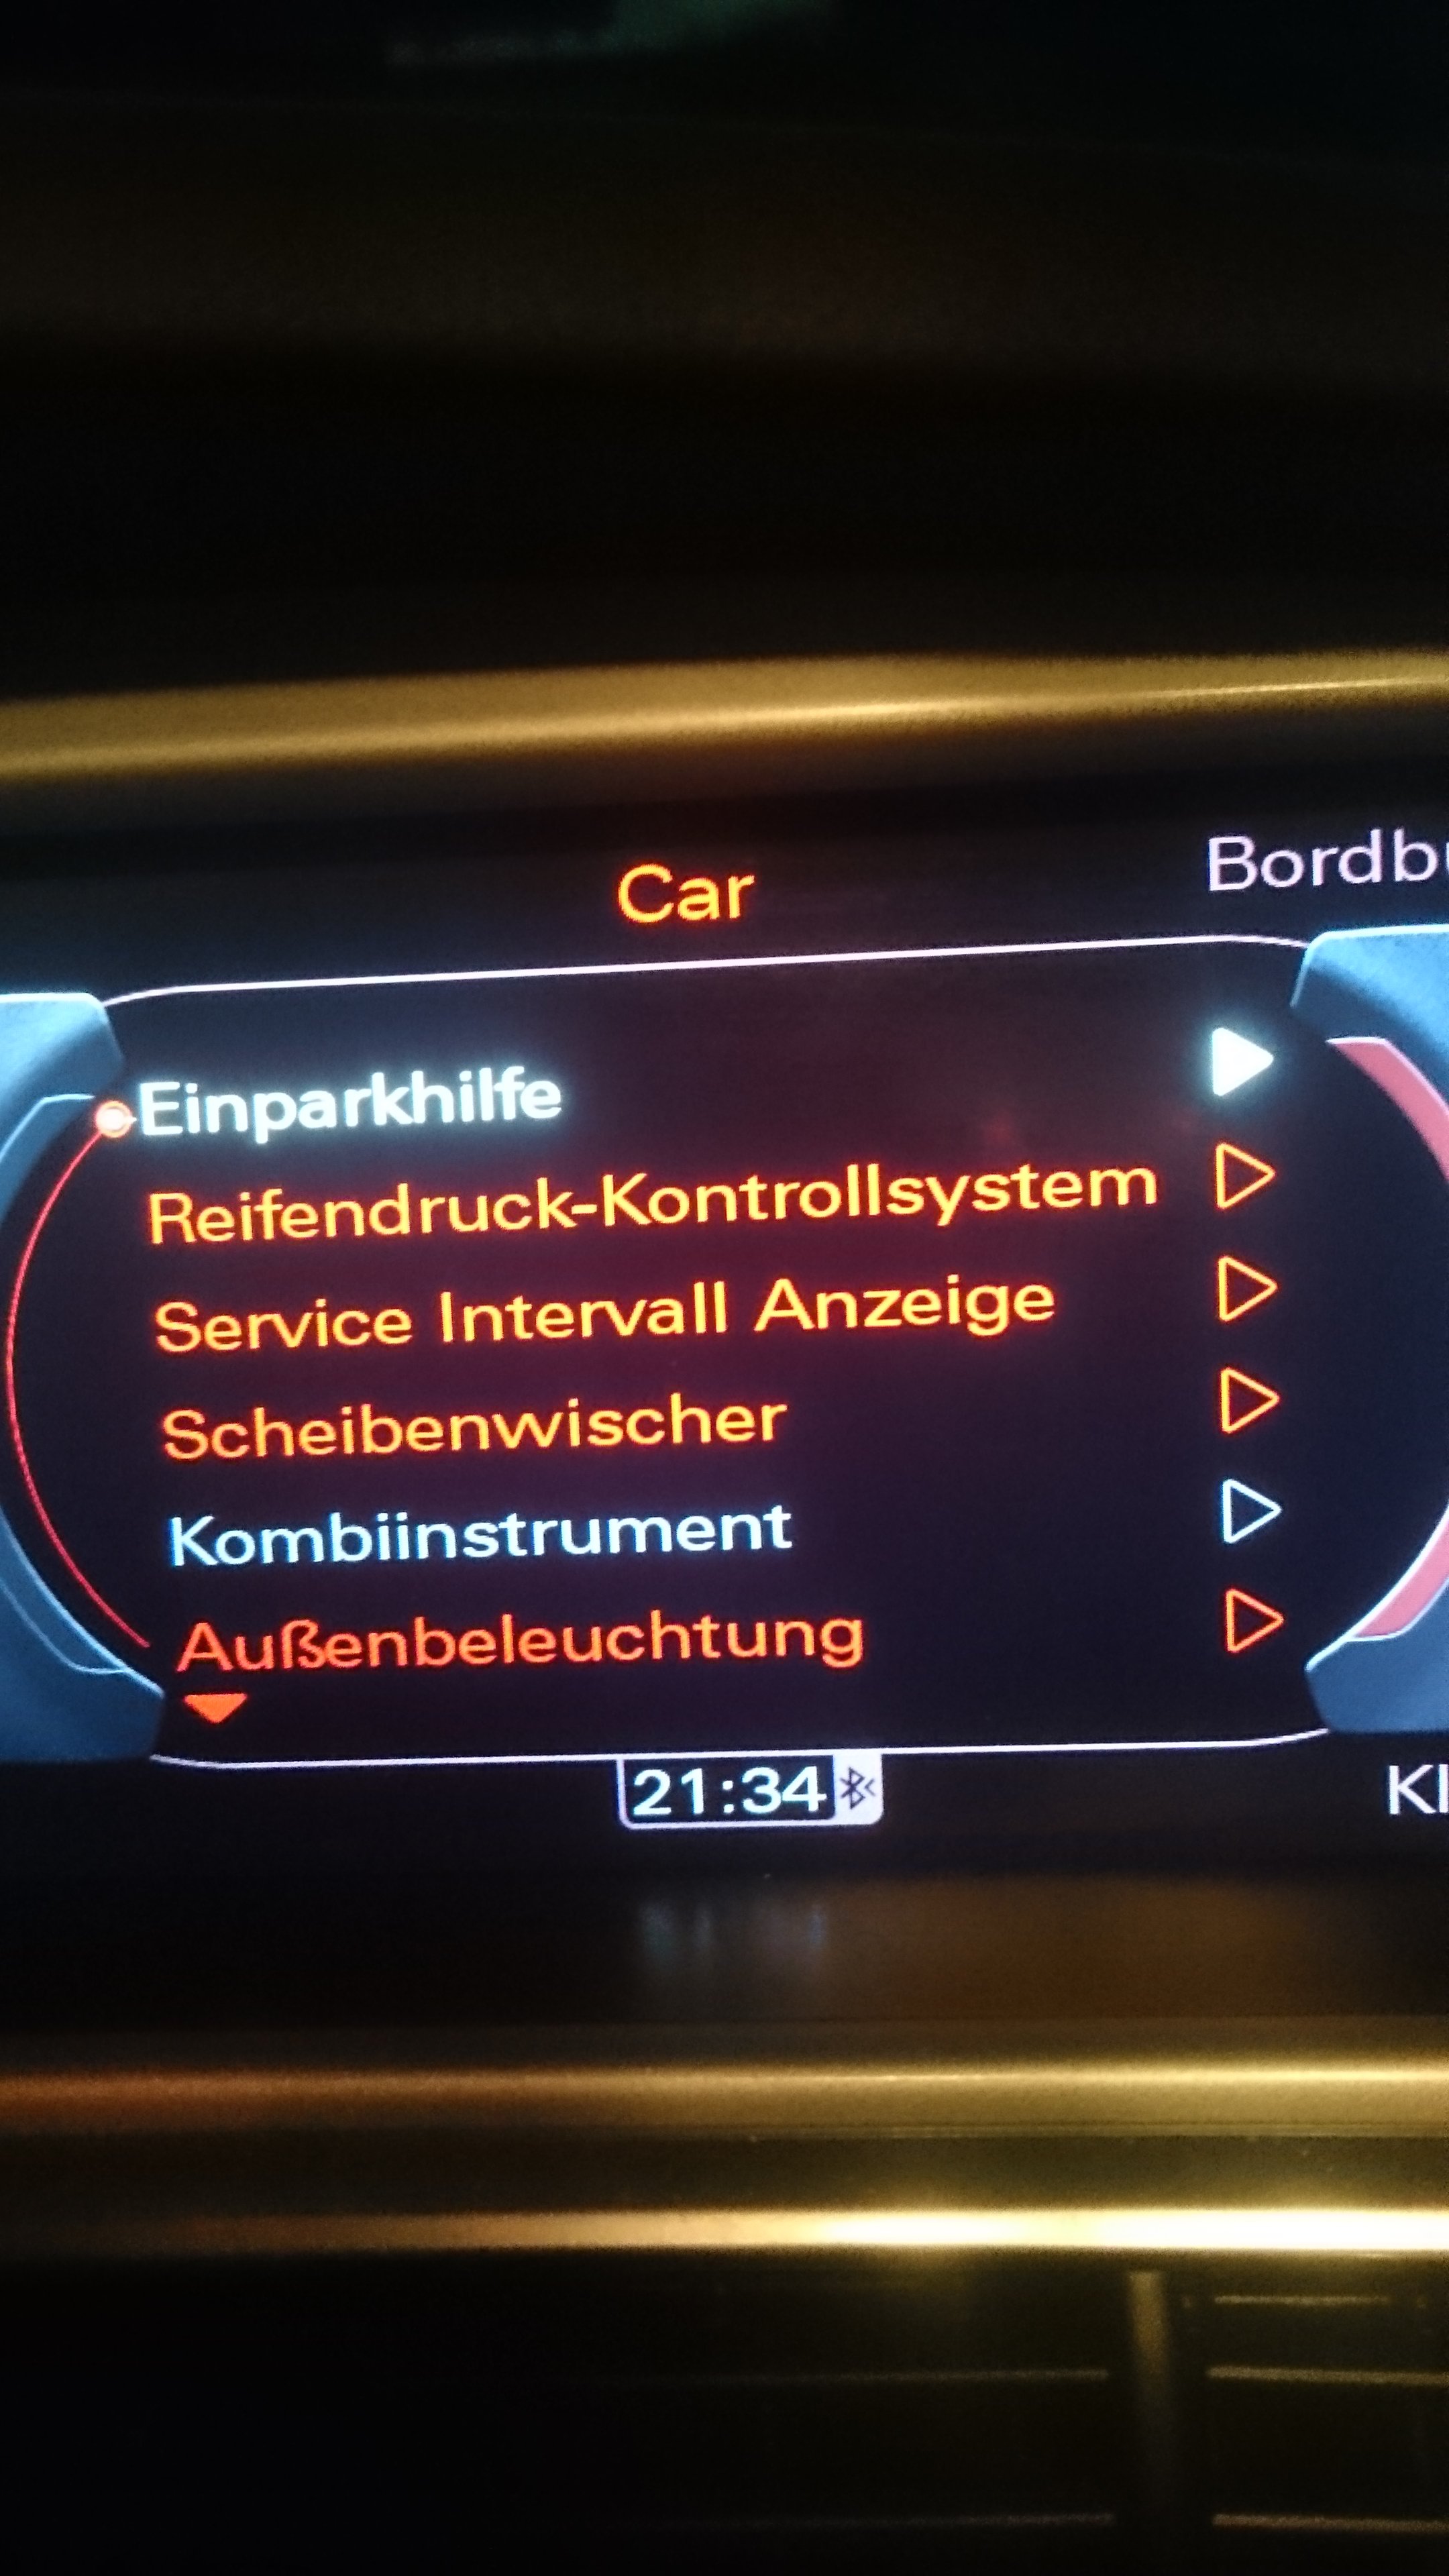 Car
Einparkhilfe
Reifendruck-Kontrollsystem
Service Intervall Anzeige
Scheibenwischer
Kombiinstrument
Außenbeleuchtung
21:34